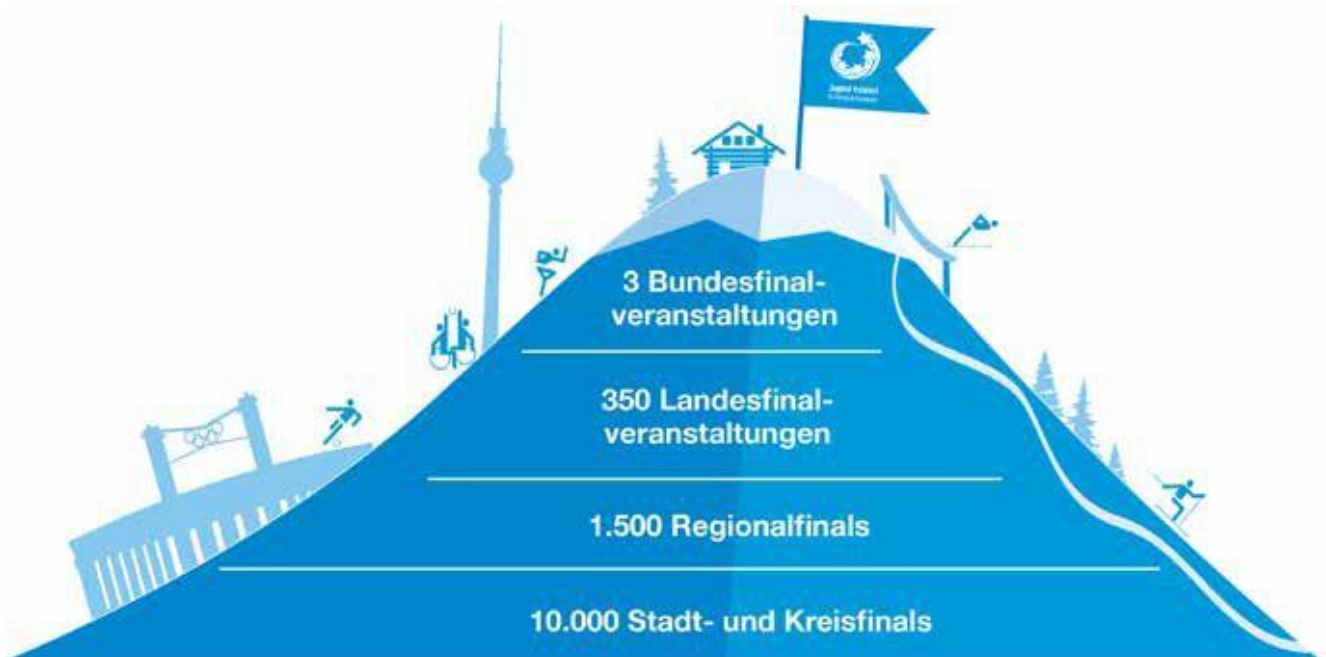 3 Bundesfinal-
veranstaltungen
350 Landesfinal-
veranstaltungen
1.500 Regionalfinals
10.000 Stadt- und Kreisfinals